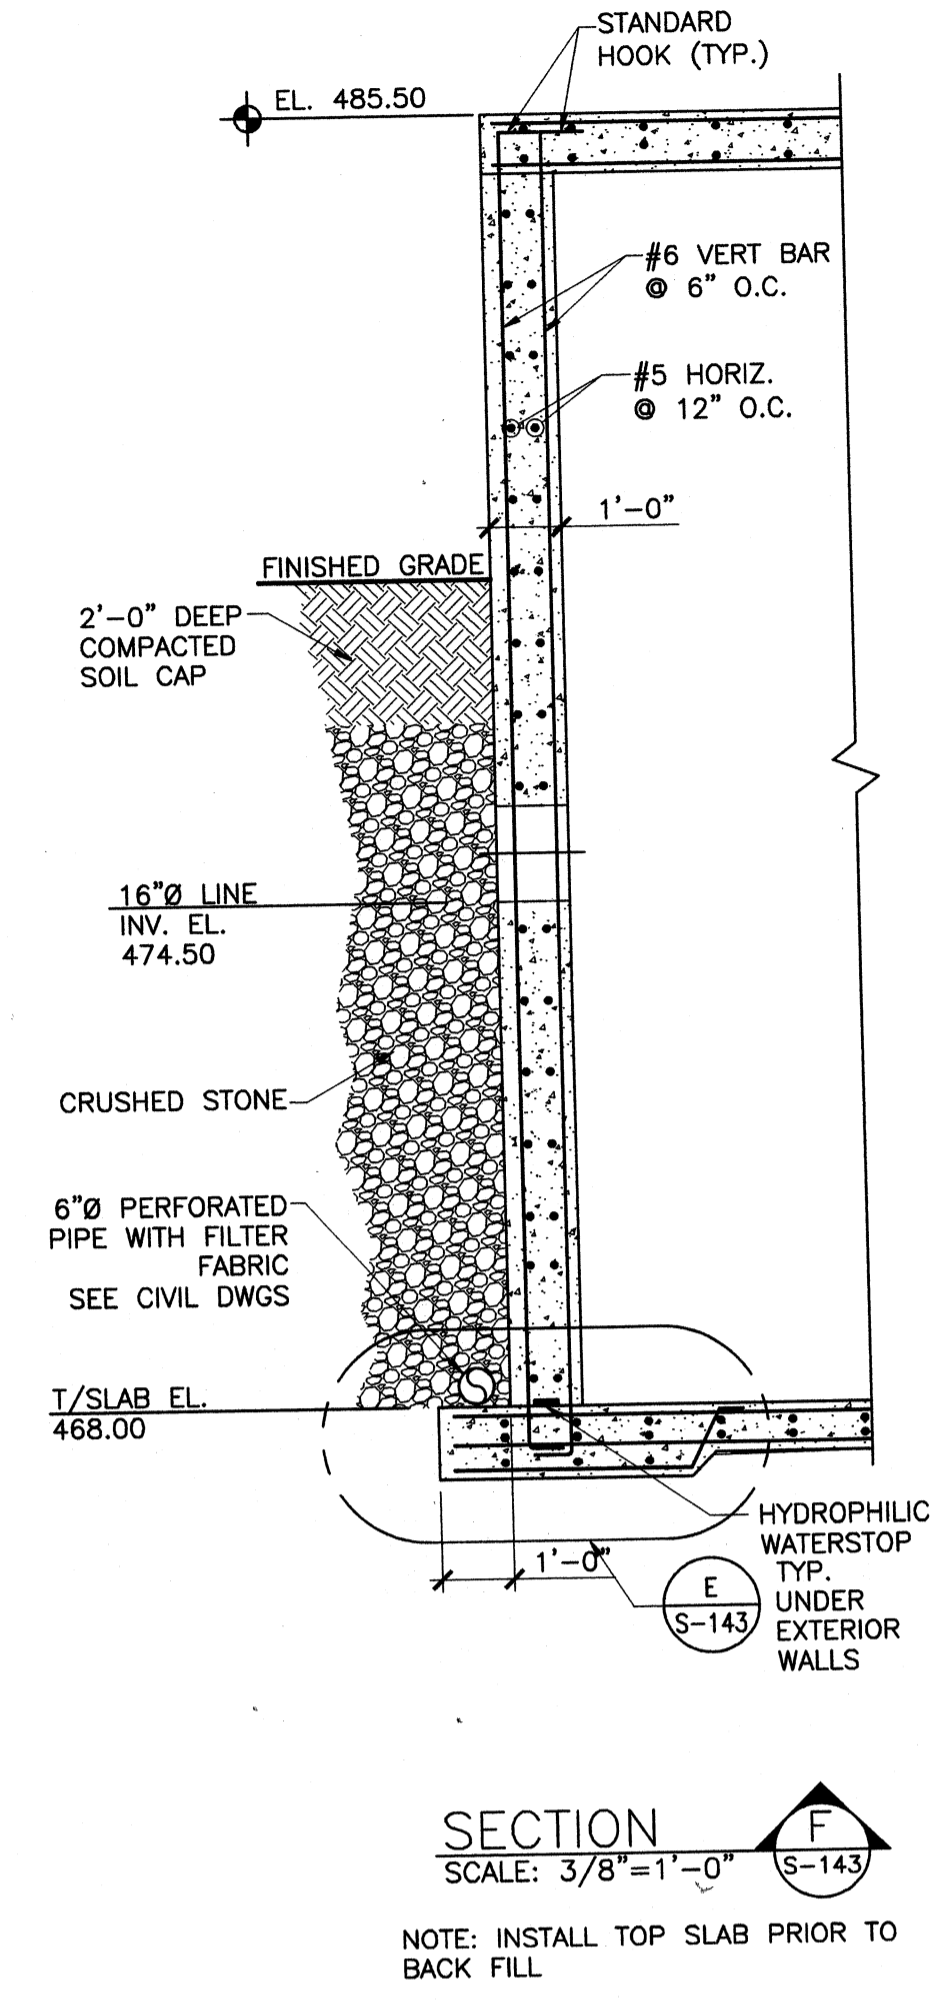 STANDARD
HOOK (TYP.)
EL. 485.50
#6 VERT BAR
@ 6" O.C.
#5 HORIZ.
@ 12" O.C.
1'-0"
FINISHED GRADE
2'-0" DEEP
COMPACTED
SOIL CAP
16"Ø LINE
INV. EL.
474.50
CRUSHED STONE
6"Ø PERFORATED
PIPE WITH FILTER
FABRIC
SEE CIVIL DWGS
T/SLAB EL.
468.00
HYDROPHILIC
WATERSTOP
TYP.
UNDER
EXTERIOR
WALLS
1'-0"
E
S-143
SECTION
SCALE: 3/8"=1'-0"
F
S-143
NOTE: INSTALL TOP SLAB PRIOR TO
BACK FILL